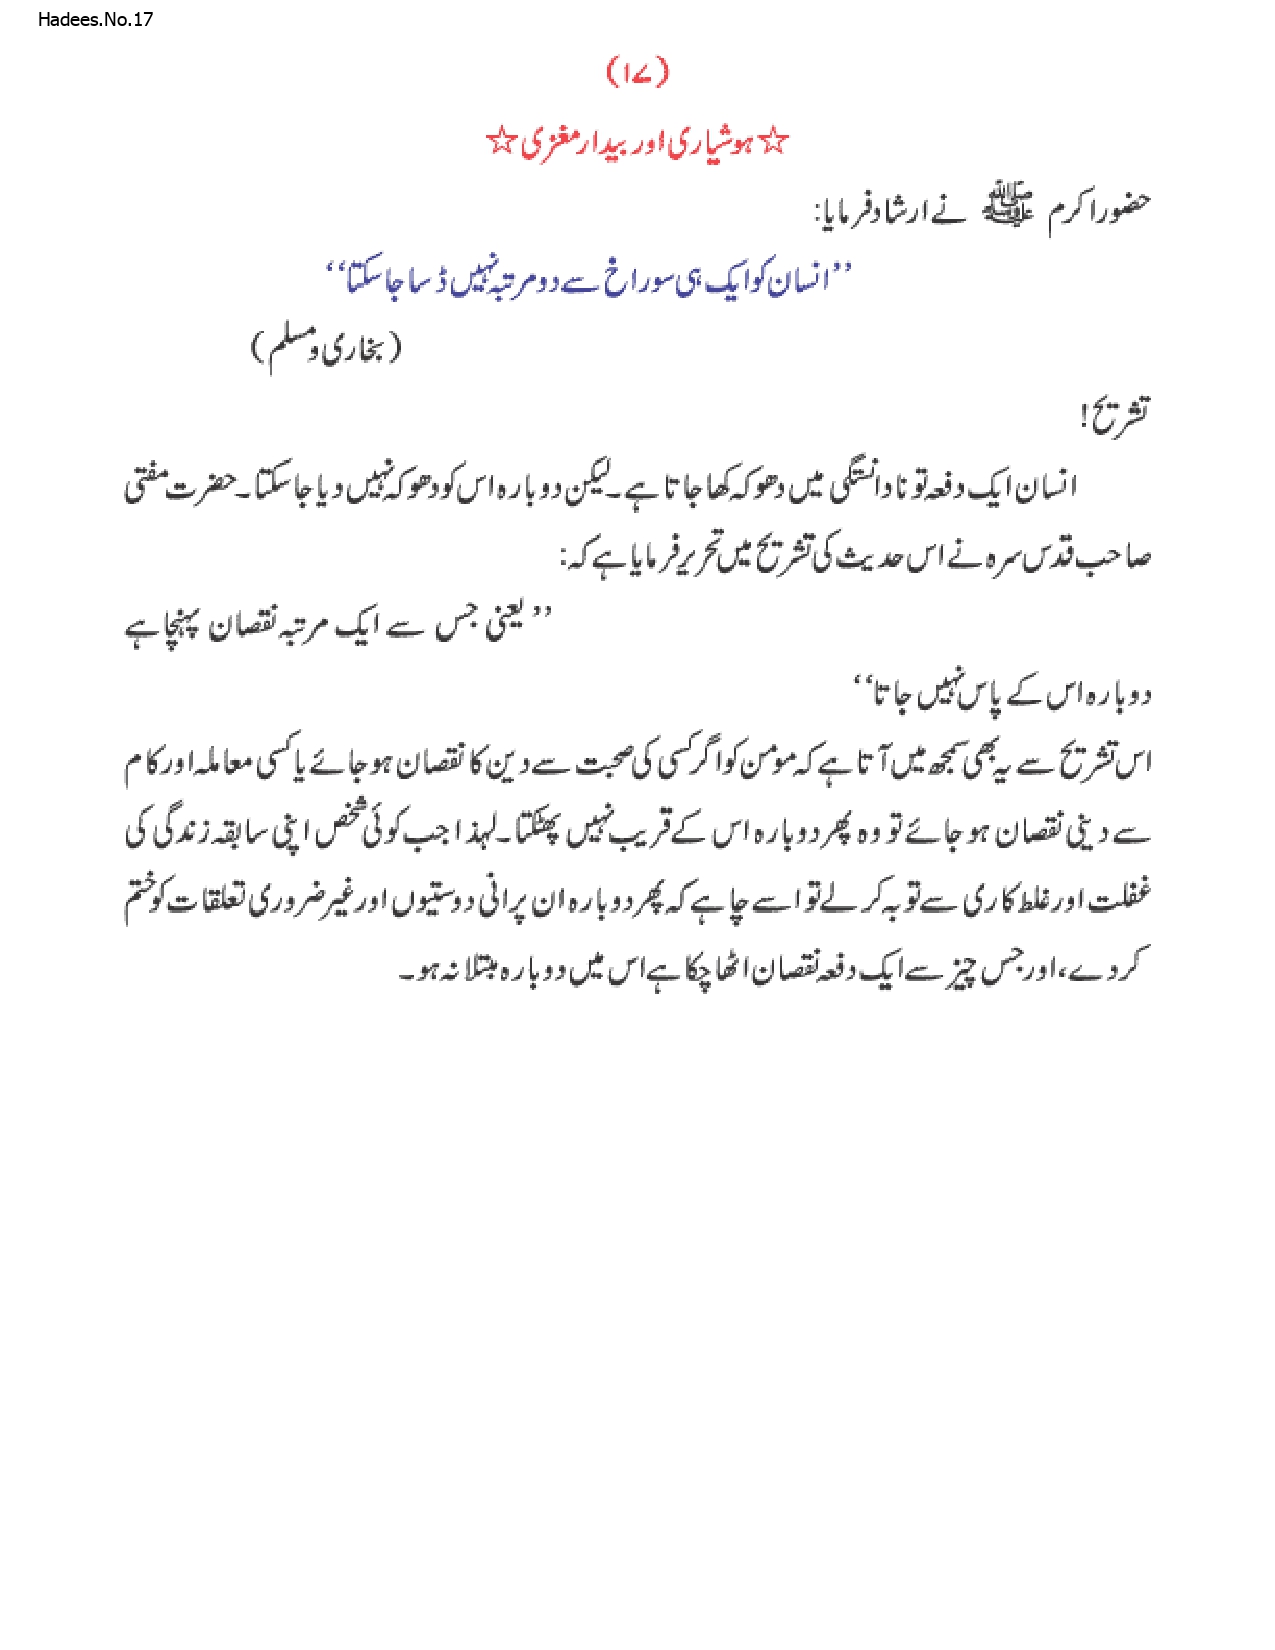 Hadees.No.17
(۱۷)
☆ہوشیاری اور بیدار مغزی☆
حضور اکرم ﷺ نے ارشاد فرمایا:
’’انسان کو ایک ہی سوراخ سے دو مرتبہ نہیں ڈسا جا سکتا‘‘
(بخاری و مسلم)
تشریح!
انسان ایک دفعہ تو نادانستگی میں دھوکہ کھا جاتا ہے۔ لیکن دوبارہ اس کو دھوکہ نہیں دیا جا سکتا۔ حضرت مفتی
صاحب قدس سرہ نے اس حدیث کی تشریح میں تحریر فرمایا ہے کہ:
’’یعنی جس سے ایک مرتبہ نقصان پہنچا ہے
دوبارہ اس کے پاس نہیں جاتا‘‘
اس تشریح سے یہ بھی سمجھ میں آتا ہے کہ مومن کو اگر کسی کی صحبت سے دین کا نقصان ہو جائے یا کسی معاملہ اور کام
سے دینی نقصان ہو جائے تو وہ پھر دوبارہ اس کے قریب نہیں پھٹکتا۔ لہذا جب کوئی شخص اپنی سابقہ زندگی کی
غفلت اور غلط کاری سے توبہ کر لے تو اسے چاہے کہ پھر دوبارہ ان پرانی دوستیوں اور غیر ضروری تعلقات کو ختم
کر دے، اور جس چیز سے ایک دفعہ نقصان اٹھا چکا ہے اس میں دوبارہ مبتلا نہ ہو۔